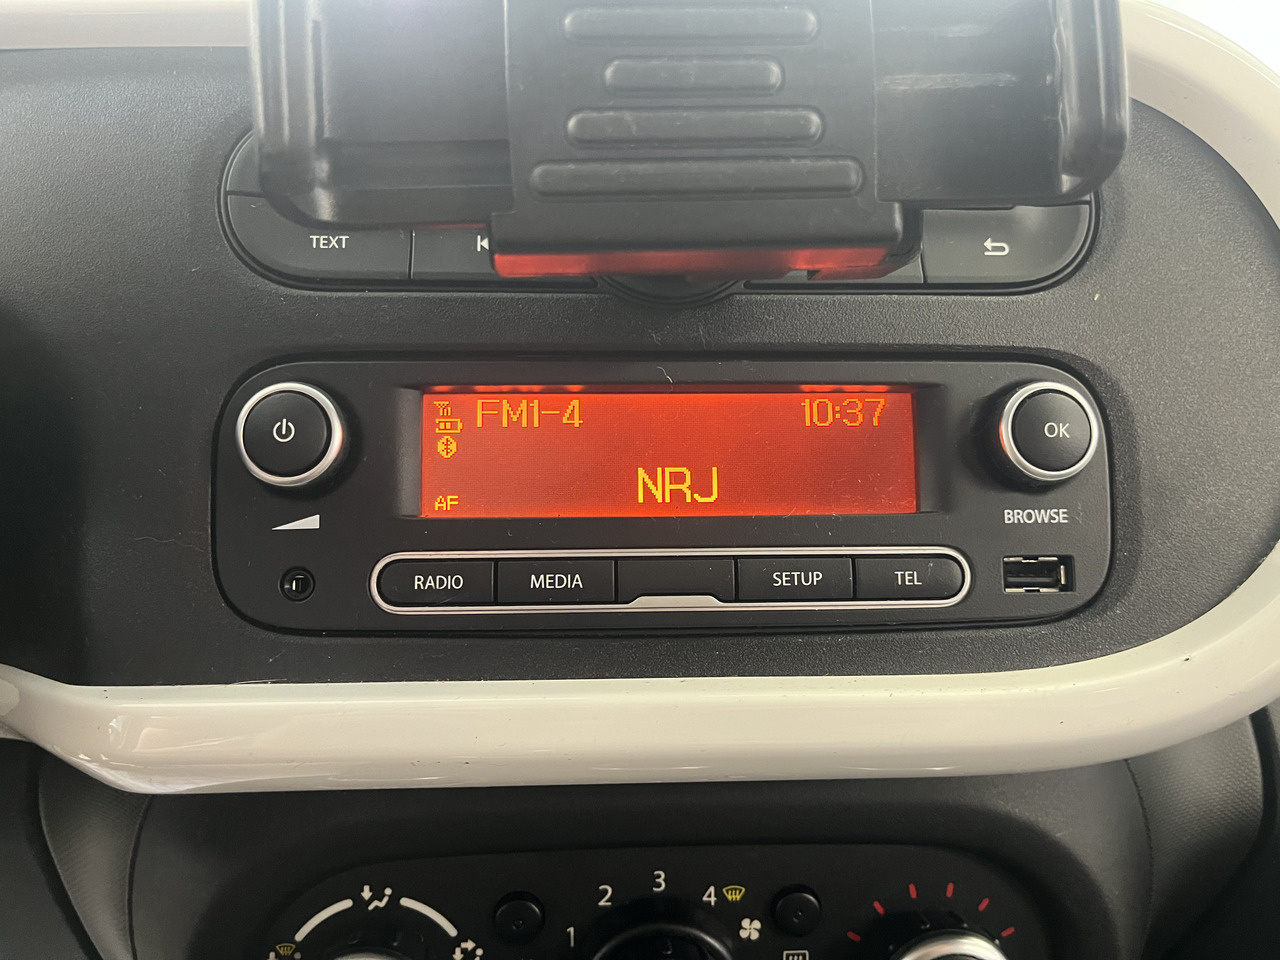 TEXT
FM1-4 10:37
NRJ
AF
OK
BROWSE
RADIO MEDIA SETUP TEL
1 2 3 4